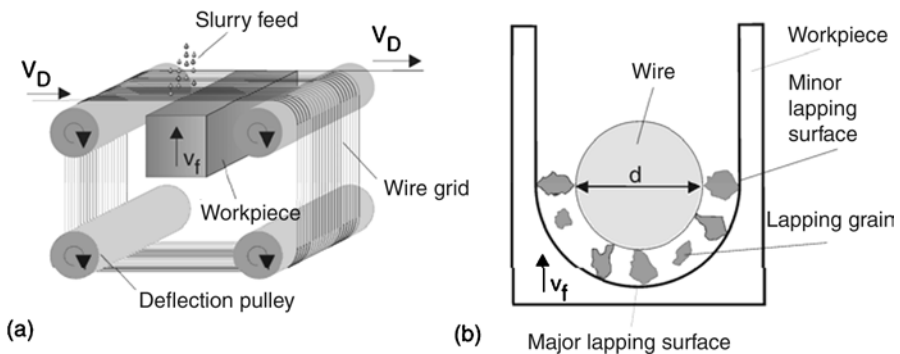 Slurry feed
V_D
V_D
v_f
Workpiece
Wire grid
Deflection pulley
(a)
Workpiece
Wire
Minor
lapping
surface
d
Lapping grain
v_f
Major lapping surface
(b)